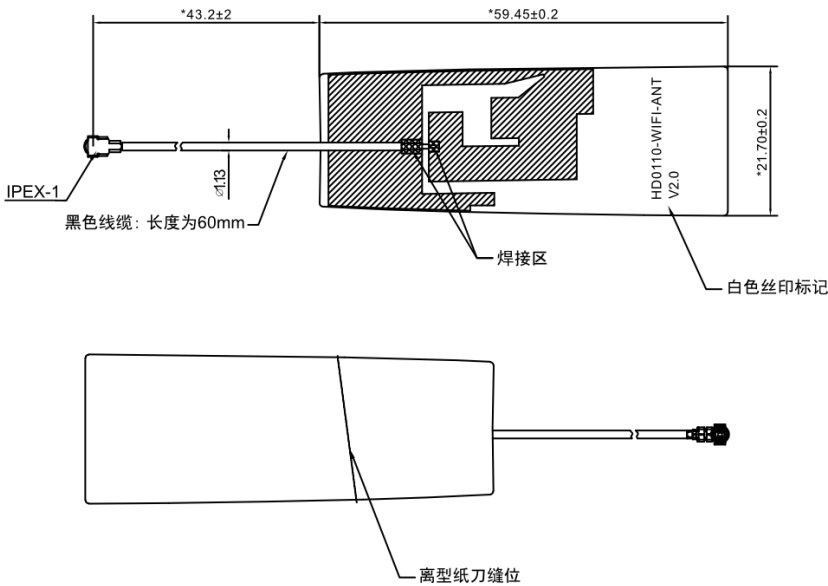 *43.2±2
*59.45±0.2
IPEX-1
⌀1.13
黑色线缆：长度为60mm
HD0110-WIFI-ANT
V2.0
*21.70±0.2
焊接区
白色丝印标记
离型纸刀缝位